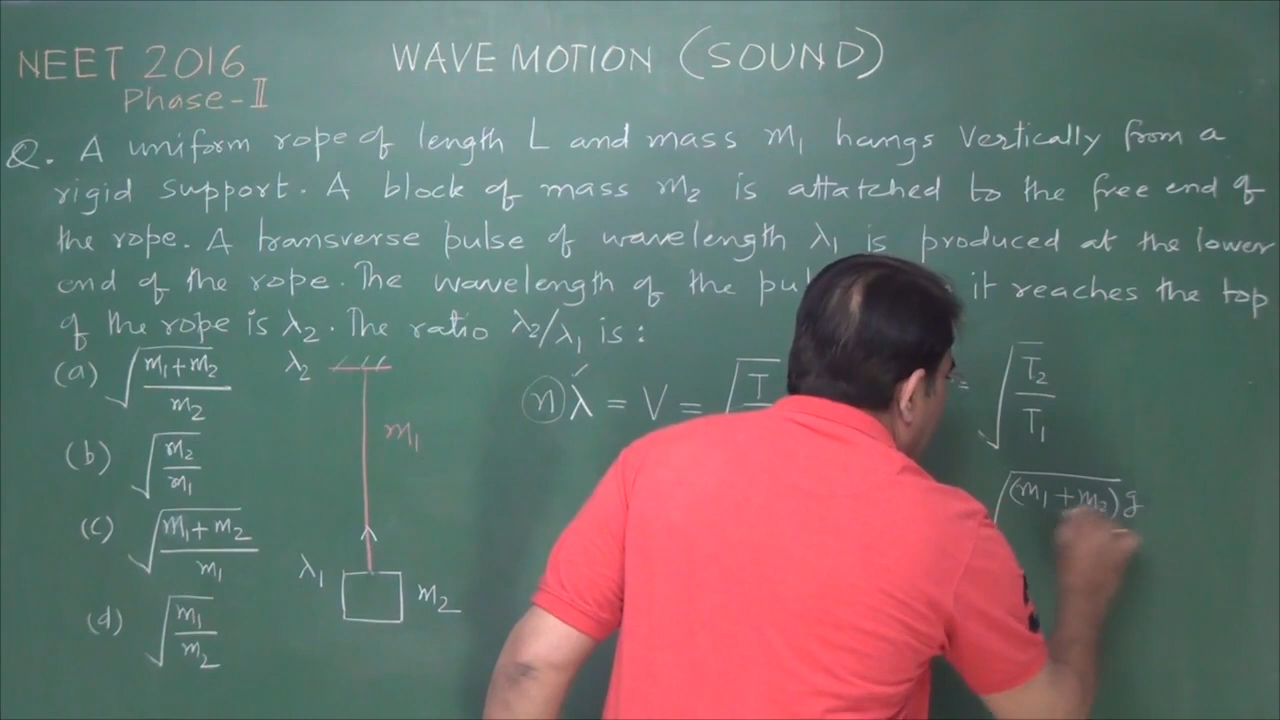 NEET 2016
Phase-II
WAVE MOTION (SOUND)
Q. A uniform rope of length L and mass m₁ hangs vertically from a
rigid support. A block of mass m₂ is attatched to the free end of
the rope. A transverse pulse of wavelength λ₁ is produced at the lower
end of the rope. The wavelength of the it reaches the top
of the rope is λ₂. The ratio λ₂/λ₁ is:
(a) √(m₁+m₂/m₂)
(b) √(m₂/m₁)
(c) √(m₁+m₂/m₁)
(d) √(m₁/m₂)
λ₂
m₁
λ₁
m₂
nλ = V = √T
= √(T₂/T₁)
√(m₁+m₂)g